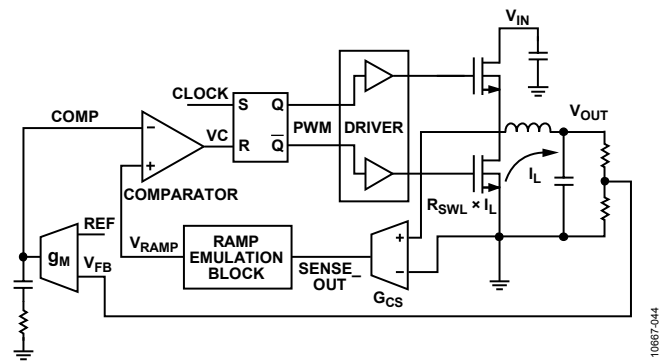 V_IN
CLOCK
S
Q
COMP
V_OUT
−
VC
R
Q̅
PWM
DRIVER
+
COMPARATOR
I_L
R_SWL × I_L
REF
V_RAMP
RAMP
EMULATION
BLOCK
+
g_M
V_FB
SENSE_
OUT
−
G_CS
10667-044